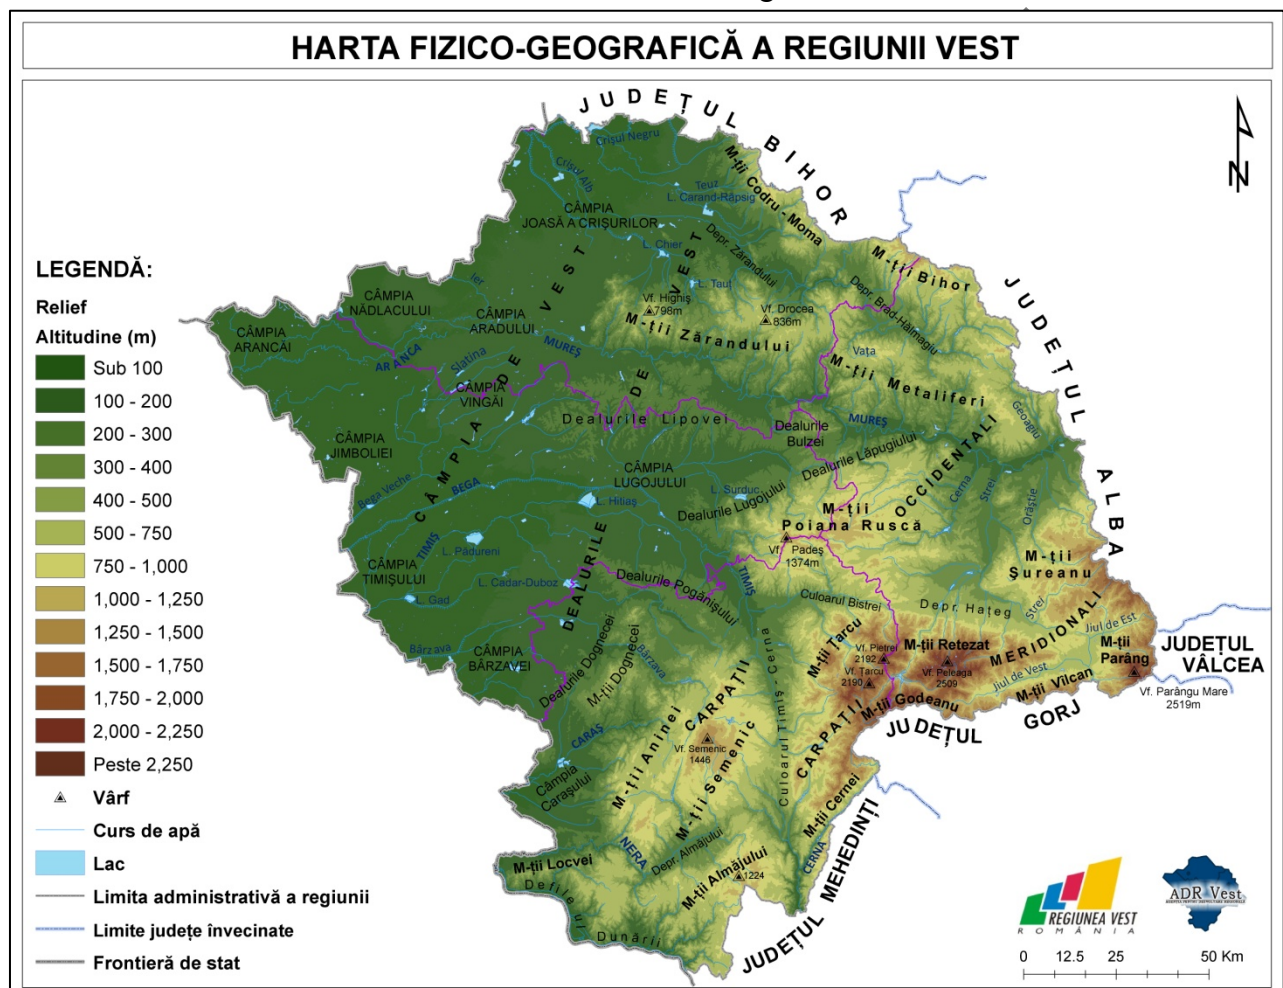 HARTA FIZICO-GEOGRAFICĂ A REGIUNII VEST
JUDEȚUL BIHOR
JUDEȚUL ALBA
JUDEȚUL
VÂLCEA
JUDEȚUL GORJ
JUDEȚUL MEHEDINȚI
N
LEGENDĂ:
Relief
Altitudine (m)
Sub 100
100 - 200
200 - 300
300 - 400
400 - 500
500 - 750
750 - 1,000
1,000 - 1,250
1,250 - 1,500
1,500 - 1,750
1,750 - 2,000
2,000 - 2,250
Peste 2,250
Vârf
Curs de apă
Lac
Limita administrativă a regiunii
Limite județe învecinate
Frontieră de stat
Crișul Negru
Crișul Alb
Teuz
L. Carand-Râpsig
M-ții Codru - Moma
CÂMPIA
JOASĂ A CRIȘURILOR
L. Chier
Depr. Zărandului
M-ții Bihor
Ier
L. Tauț
Depr. Brad-Hălmagiu
CÂMPIA
NĂDLACULUI
CÂMPIA
ARADULUI
Vf. Highiș
798m
Vf. Drocea
836m
M-ții Zărandului
CÂMPIA
ARANCĂI
ARANCA
Slatina
MUREȘ
Vața
M-ții Metaliferi
CÂMPIA
VINGĂI
CÂMPIA DE VEST
DEALURILE DE VEST
Dealurile Lipovei
Dealurile
Bulzei
MUREȘ
Geoagiu
CÂMPIA
JIMBOLIEI
CÂMPIA
LUGOJULUI
Dealurile Lăpugiului
CARPAȚII OCCIDENTALI
Bega Veche
BEGA
L. Hitiaș
L. Surduc
Dealurile Lugojului
M-ții
Poiana Ruscă
Cerna
Strei
Orăștie
TIMIȘ
L. Pădureni
Vf. Padeș
1374m
M-ții
Șureanu
CÂMPIA
TIMIȘULUI
L. Cadar-Duboz
Dealurile Pogănișului
TIMIȘ
Culoarul Bistrei
Depr. Hațeg
Strei
L. Gad
Jiul de Est
Bârzava
CÂMPIA
BÂRZAVEI
Dealurile Dognecei
M-ții Dognecei
Bârzava
M-ții Țarcu
Vf. Pietrei
2192
Vf. Țarcu
2190
M-ții Retezat
Vf. Peleaga
2509
CARPAȚII MERIDIONALI
M-ții
Parâng
Jiul de Vest
M-ții Vîlcan
Vf. Parângu Mare
2519m
M-ții Godeanu
CARAȘ
M-ții Aninei
Vf. Semenic
1446
M-ții Semenic
Culoarul Timiș Cerna
Câmpia
Carașului
M-ții Cernei
CERNA
NERA
Depr. Almăjului
M-ții Locvei
M-ții Almăjului
1224
Defileul Dunării
REGIUNEA VEST
ROMÂNIA
ADR Vest
0 12.5 25 50 Km